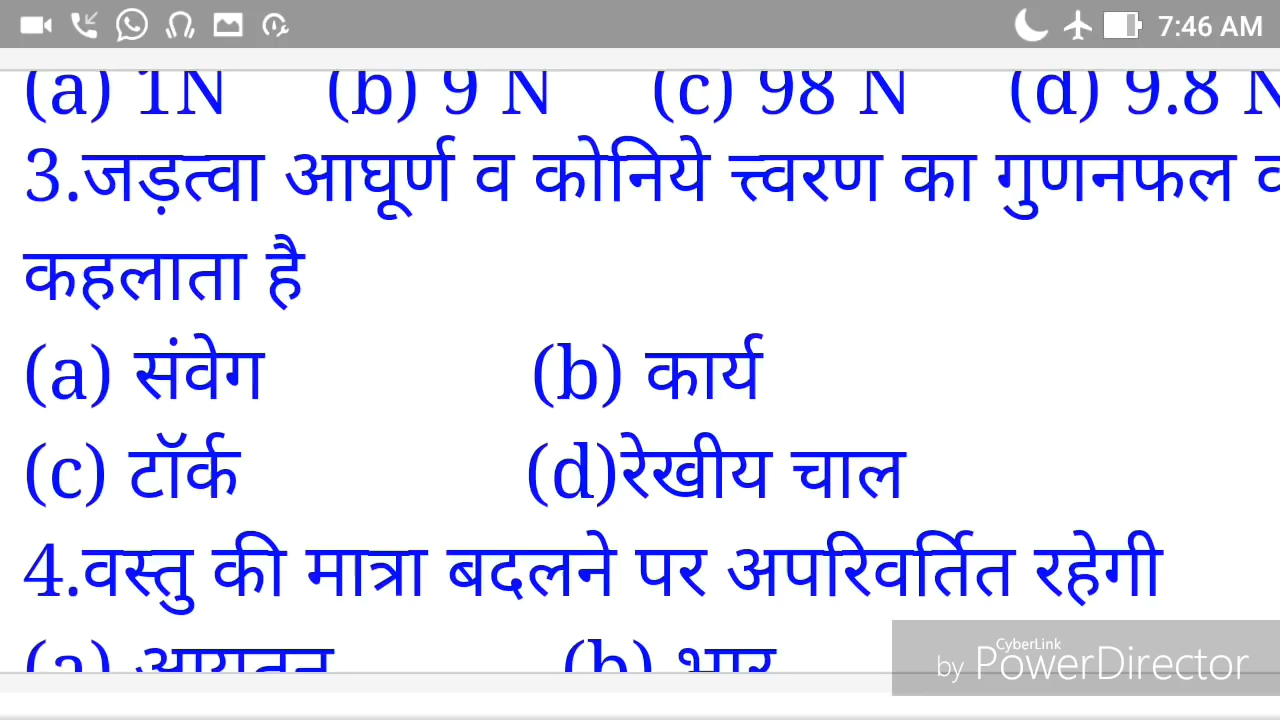 7:46 AM
(a) 1N (b) 9 N (c) 98 N (d) 9.8 N
3.जड़त्वा आघूर्ण व कोनिये त्त्वरण का गुणनफल
कहलाता है
(a) संवेग (b) कार्य
(c) टॉर्क (d)रेखीय चाल
4.वस्तु की मात्रा बदलने पर अपरिवर्तित रहेगी
(a) आयतन (b) भार
CyberLink
by PowerDirector